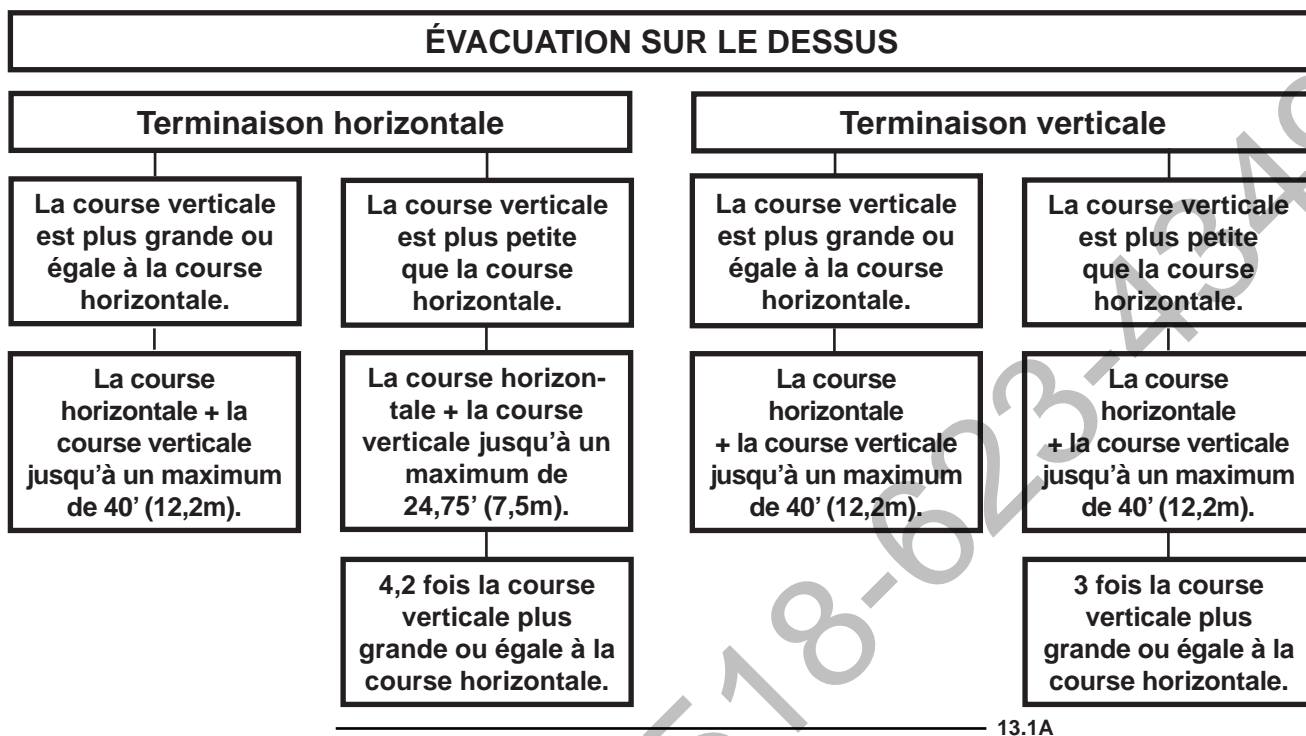 ÉVACUATION SUR LE DESSUS
Terminaison horizontale
La course verticale
est plus grande ou
égale à la course
horizontale.
La course
horizontale + la
course verticale
jusqu'à un maximum
de 40' (12,2m).
La course verticale
est plus petite
que la course
horizontale.
La course horizon-
tale + la course
verticale jusqu'à un
maximum de
24,75' (7,5m).
4,2 fois la course
verticale plus
grande ou égale à la
course horizontale.
Terminaison verticale
La course verticale
est plus grande ou
égale à la course
horizontale.
La course
horizontale
+ la course verticale
jusqu'à un maximum
de 40' (12,2m).
La course verticale
est plus petite
que la course
horizontale.
La course
horizontale
+ la course verticale
jusqu'à un maximum
de 40' (12,2m).
3 fois la course
verticale plus
grande ou égale à la
course horizontale.
13.1A